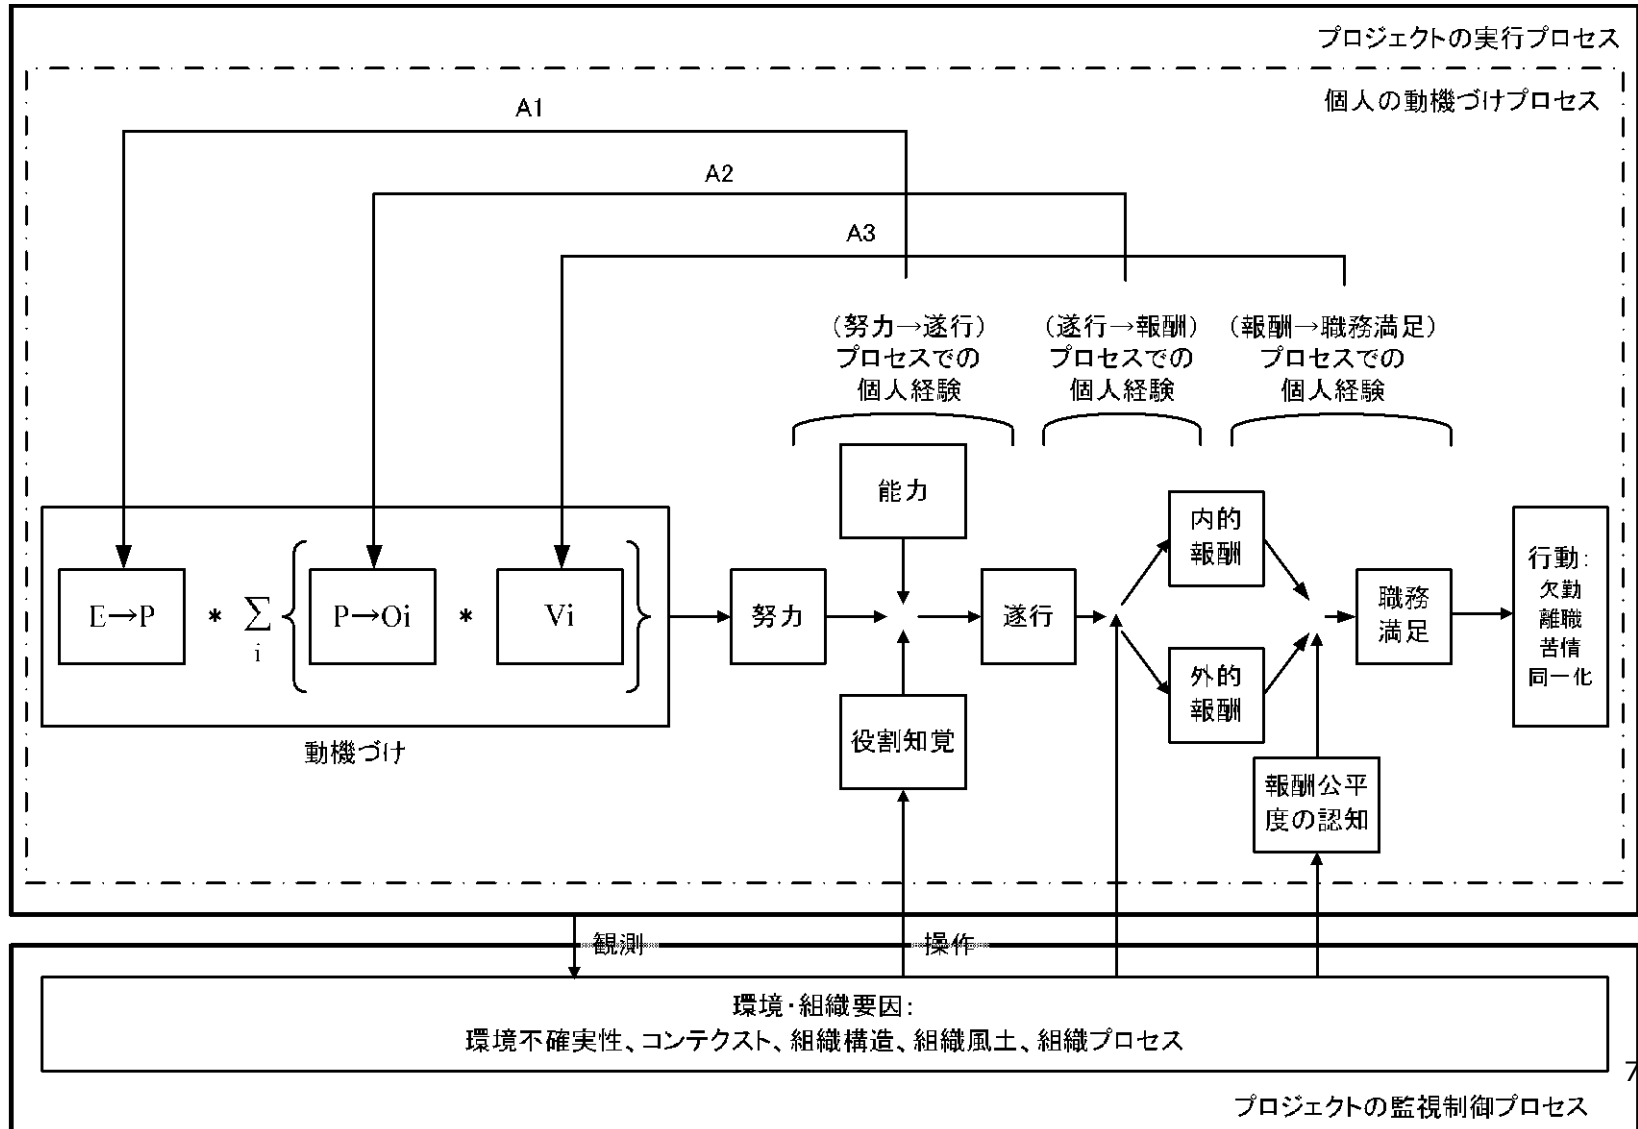 プロジェクトの実行プロセス
個人の動機づけプロセス
A1
A2
A3
(努力→遂行)
プロセスでの
個人経験
(遂行→報酬)
プロセスでの
個人経験
(報酬→職務満足)
プロセスでの
個人経験
E→P
*
∑
i
P→Oi
*
Vi
動機づけ
努力
能力
役割知覚
遂行
内的
報酬
外的
報酬
報酬公平
度の認知
職務
満足
行動:
欠勤
離職
苦情
同一化
観測
操作
環境・組織要因:
環境不確実性、コンテクスト、組織構造、組織風土、組織プロセス
7
プロジェクトの監視制御プロセス